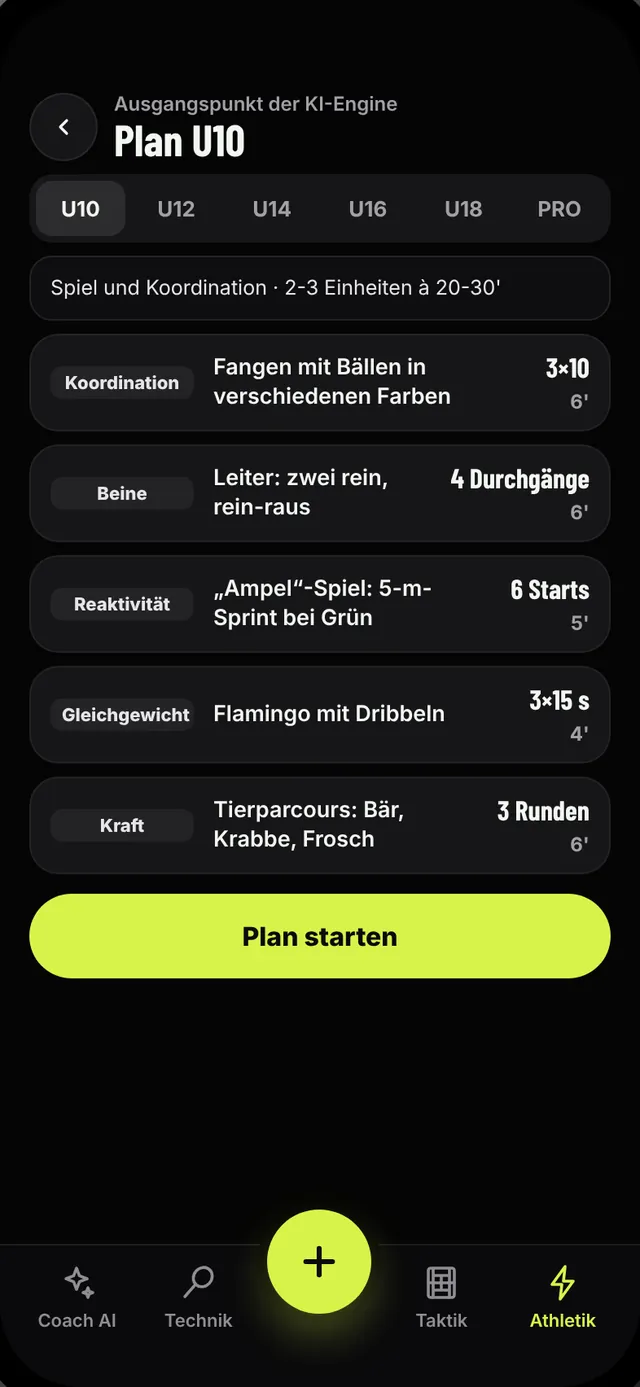 Ausgangspunkt der KI-Engine
Plan U10
U10 U12 U14 U16 U18 PRO
Spiel und Koordination · 2-3 Einheiten à 20-30'
Koordination
Fangen mit Bällen in
verschiedenen Farben
3×10
6'
Beine
Leiter: zwei rein,
rein-raus
4 Durchgänge
6'
Reaktivität
„Ampel“-Spiel: 5-m-
Sprint bei Grün
6 Starts
5'
Gleichgewicht
Flamingo mit Dribbeln
3×15 s
4'
Kraft
Tierparcours: Bär,
Krabbe, Frosch
3 Runden
6'
Plan starten
Coach AI Technik Taktik Athletik